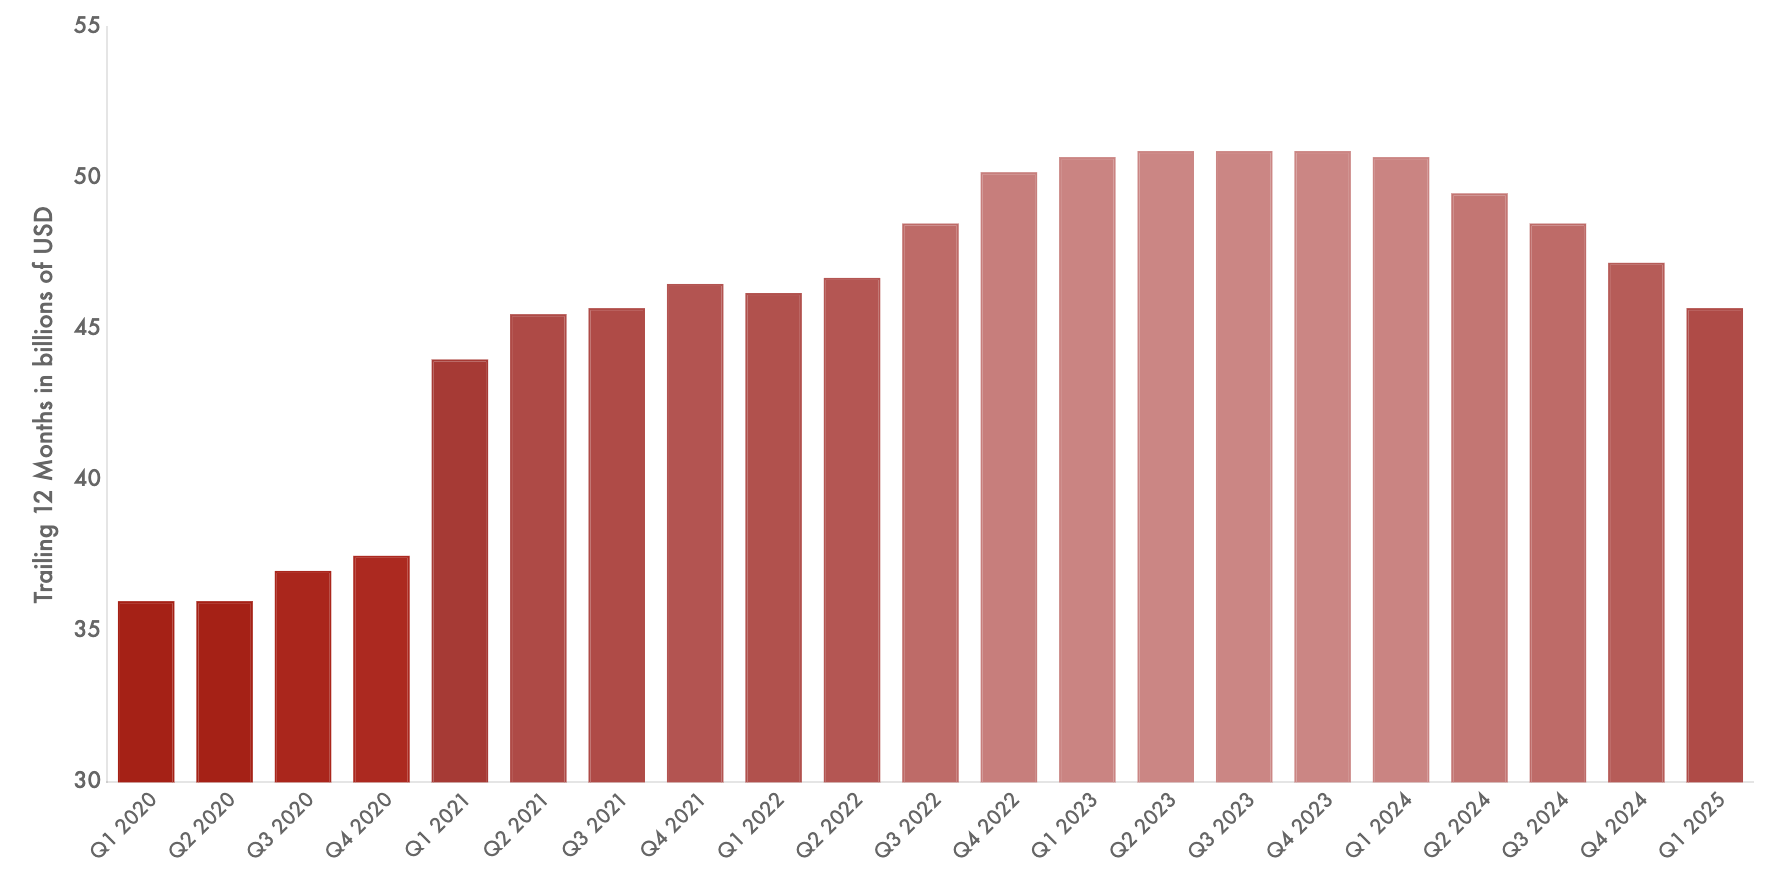 55
50
45
40
35
30
Trailing 12 Months in billions of USD
Q1 2020
Q2 2020
Q3 2020
Q4 2020
Q1 2021
Q2 2021
Q3 2021
Q4 2021
Q1 2022
Q2 2022
Q3 2022
Q4 2022
Q1 2023
Q2 2023
Q3 2023
Q4 2023
Q1 2024
Q2 2024
Q3 2024
Q4 2024
Q1 2025